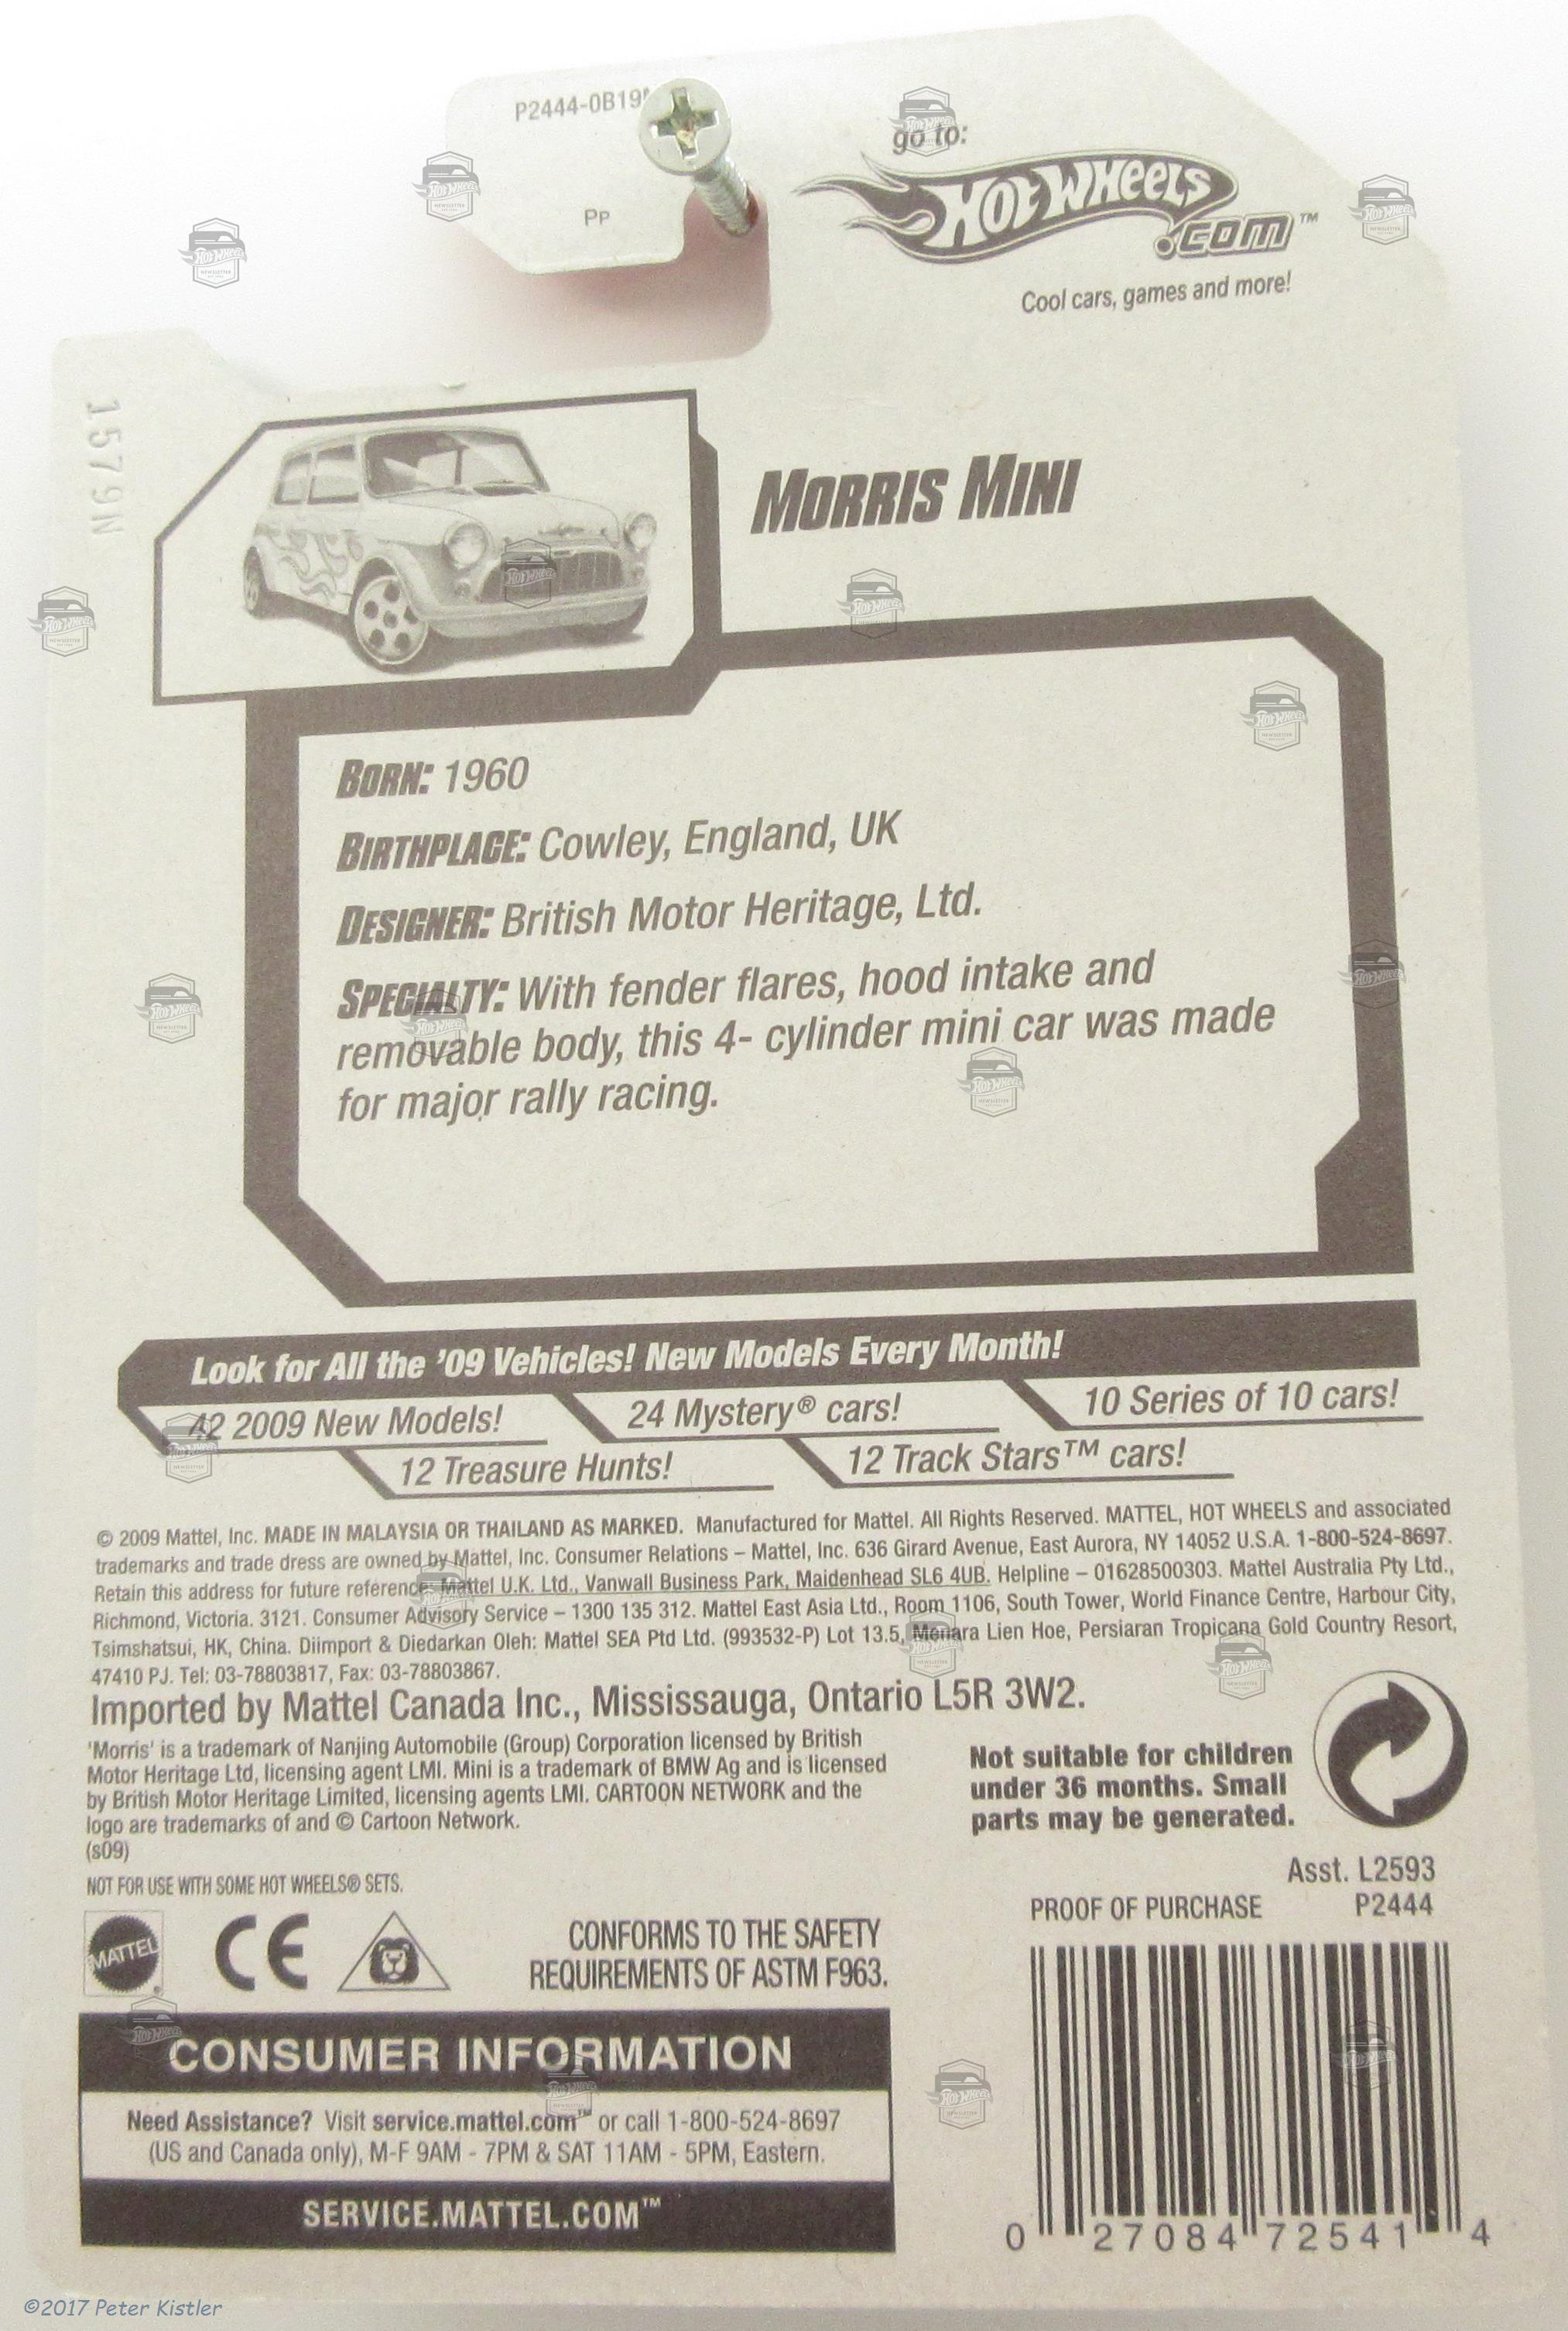 P2444-0B19
Pp
go to:
Hot Wheels
.com™
Cool cars, games and more!
1579N
Morris Mini
Born: 1960
Birthplace: Cowley, England, UK
Designer: British Motor Heritage, Ltd.
Specialty: With fender flares, hood intake and
removable body, this 4- cylinder mini car was made
for major rally racing.
Look for All the '09 Vehicles! New Models Every Month!
42 2009 New Models!
24 Mystery® cars!
10 Series of 10 cars!
12 Treasure Hunts!
12 Track Stars™ cars!
© 2009 Mattel, Inc. MADE IN MALAYSIA OR THAILAND AS MARKED. Manufactured for Mattel. All Rights Reserved. MATTEL, HOT WHEELS and associated
trademarks and trade dress are owned by Mattel, Inc. Consumer Relations – Mattel, Inc. 636 Girard Avenue, East Aurora, NY 14052 U.S.A. 1-800-524-8697.
Retain this address for future reference. Mattel U.K. Ltd., Vanwall Business Park, Maidenhead SL6 4UB. Helpline – 01628500303. Mattel Australia Pty Ltd.,
Richmond, Victoria. 3121. Consumer Advisory Service – 1300 135 312. Mattel East Asia Ltd., Room 1106, South Tower, World Finance Centre, Harbour City,
Tsimshatsui, HK, China. Diimport & Diedarkan Oleh: Mattel SEA Ptd Ltd. (993532-P) Lot 13.5, Menara Lien Hoe, Persiaran Tropicana Gold Country Resort,
47410 PJ. Tel: 03-78803817, Fax: 03-78803867.
Imported by Mattel Canada Inc., Mississauga, Ontario L5R 3W2.
'Morris' is a trademark of Nanjing Automobile (Group) Corporation licensed by British
Motor Heritage Ltd, licensing agent LMI. Mini is a trademark of BMW Ag and is licensed
by British Motor Heritage Limited, licensing agents LMI. CARTOON NETWORK and the
logo are trademarks of and © Cartoon Network.
(s09)
NOT FOR USE WITH SOME HOT WHEELS® SETS.
Not suitable for children
under 36 months. Small
parts may be generated.
Asst. L2593
PROOF OF PURCHASE P2444
MATTEL
CE
CONFORMS TO THE SAFETY
REQUIREMENTS OF ASTM F963.
CONSUMER INFORMATION
Need Assistance? Visit service.mattel.com™ or call 1-800-524-8697
(US and Canada only), M-F 9AM - 7PM & SAT 11AM - 5PM, Eastern.
SERVICE.MATTEL.COM™
0 27084 72541 4
©2017 Peter Kistler